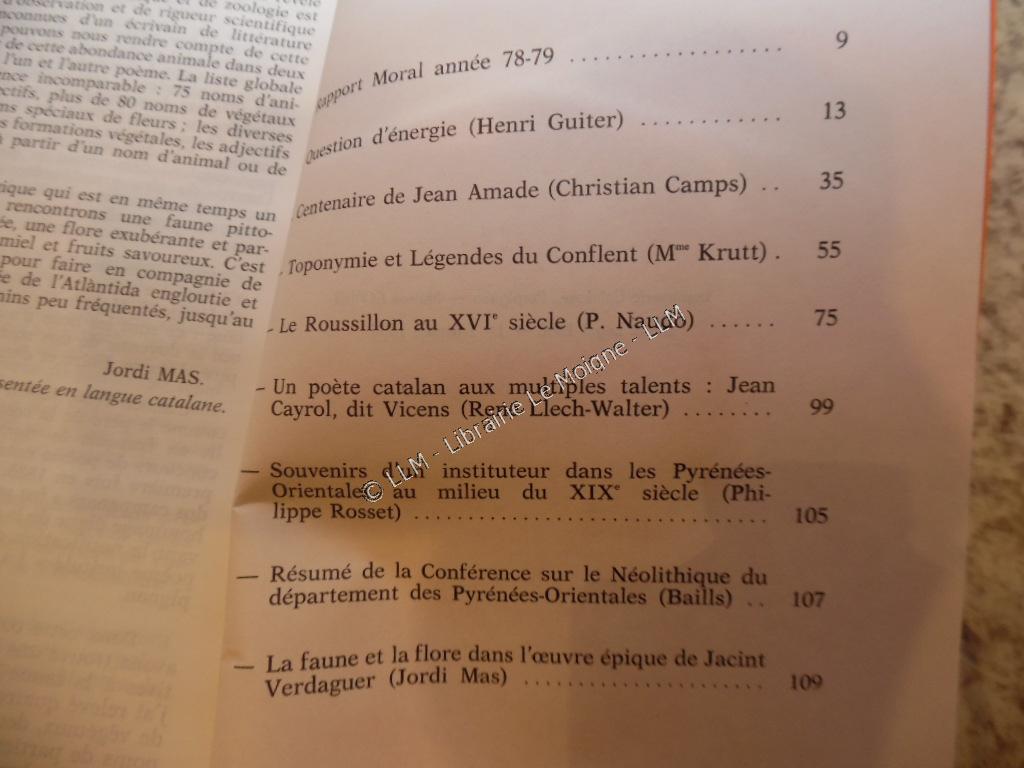 de zoologie est
d'observation et de rigueur scientifique
connues d'un écrivain de littérature
pouvons nous rendre compte de cette
de cette abondance animale dans deux
l'un et l'autre poème. La liste globale
ence incomparable : 75 noms d'ani-
ectifs, plus de 80 noms de végétaux
ns spéciaux de fleurs ; les diverses
s formations végétales, les adjectifs
à partir d'un nom d'animal ou de
ique qui est en même temps un
rencontrons une faune pitto-
ée, une flore exubérante et par-
miel et fruits savoureux. C'est
pour faire en compagnie de
e de l'Atlàntida engloutie et
mins peu fréquentés, jusqu'au
Jordi MAS.
sentée en langue catalane.
Rapport Moral année 78-79 ................ 9
Question d'énergie (Henri Guiter) ............ 13
Centenaire de Jean Amade (Christian Camps) .. 35
Toponymie et Légendes du Conflent (Mme Krutt) . 55
- Le Roussillon au XVIe siècle (P. Naudo) ...... 75
- Un poète catalan aux multiples talents : Jean
Cayrol, dit Vicens (René Llech-Walter) ........ 99
— Souvenirs d'un instituteur dans les Pyrénées-
Orientales au milieu du XIXe siècle (Phi-
lippe Rosset) ................................ 105
— Résumé de la Conférence sur le Néolithique du
département des Pyrénées-Orientales (Baills) .. 107
— La faune et la flore dans l'œuvre épique de Jacint
Verdaguer (Jordi Mas) ...................... 109
© LLM - Librairie Le Moigne - LLM